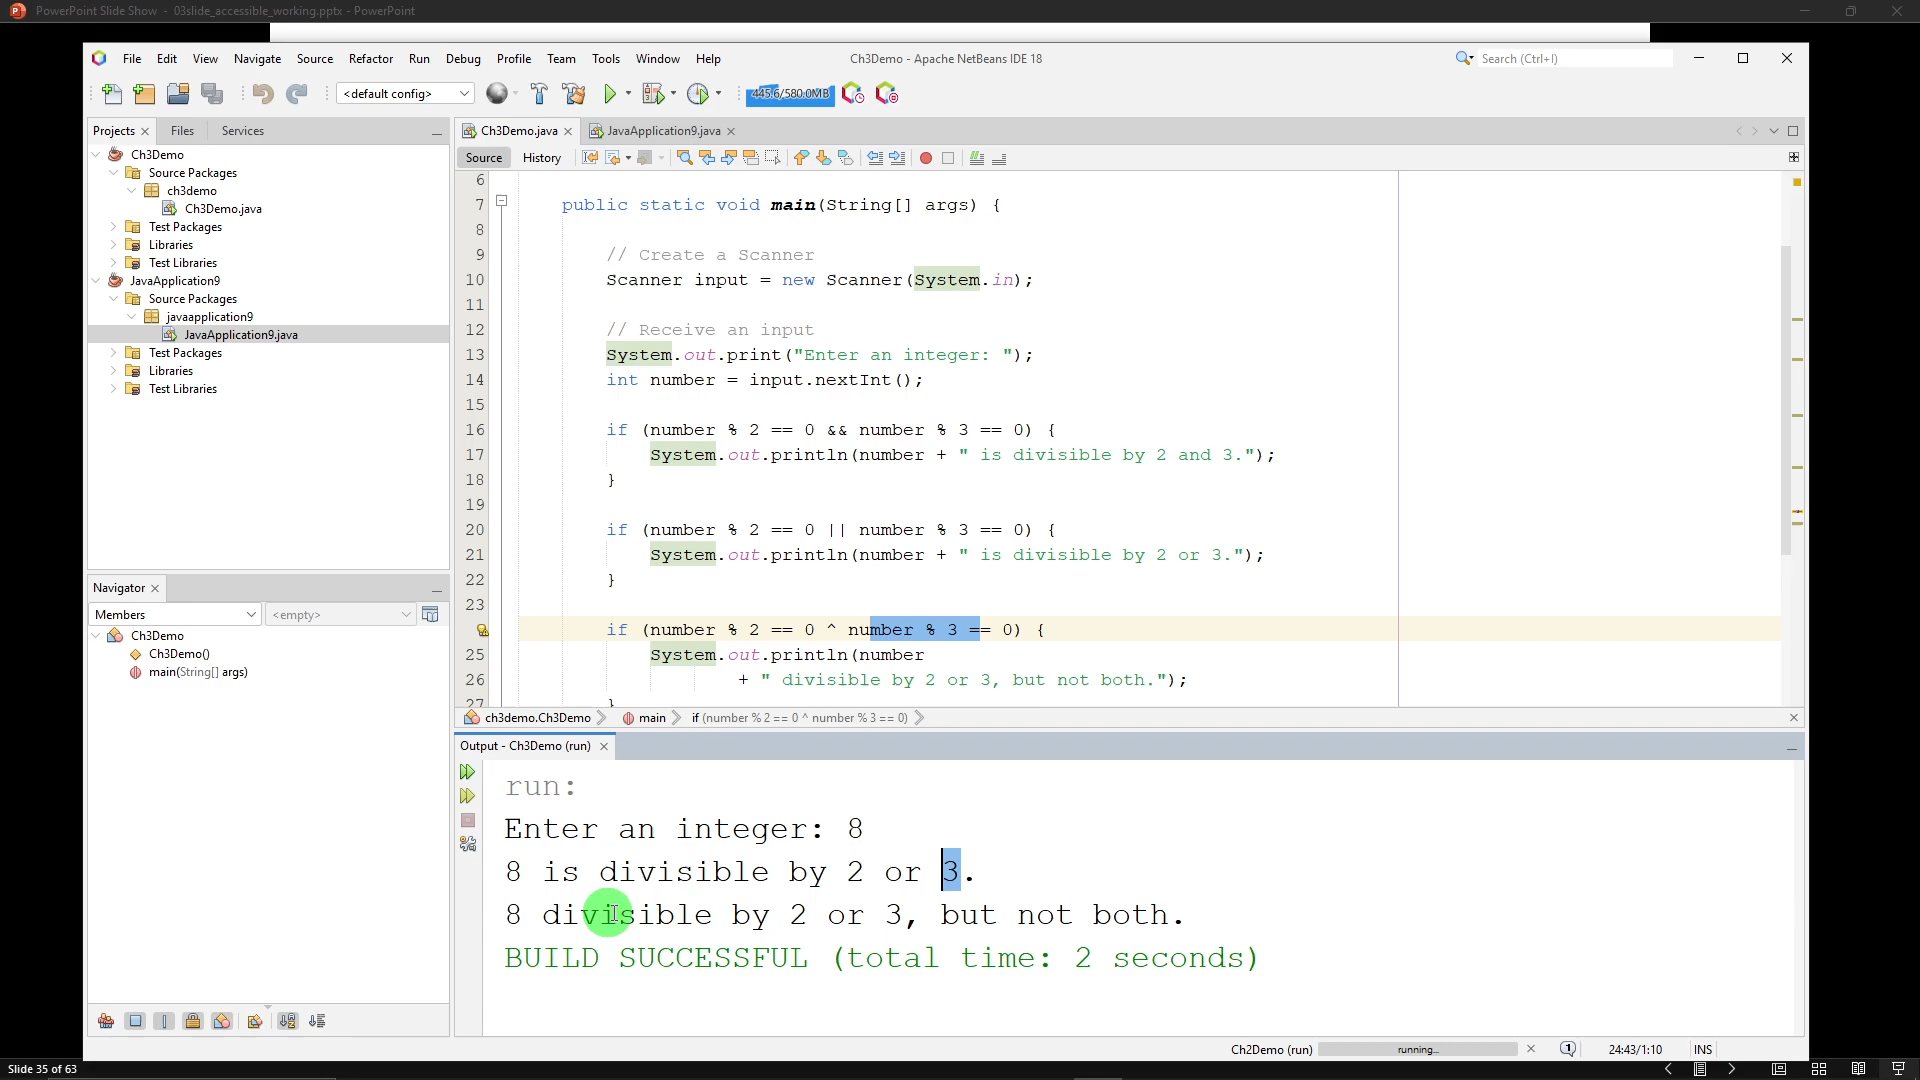 PowerPoint Slide Show - 03slide_accessible_working.pptx - PowerPoint
File Edit View Navigate Source Refactor Run Debug Profile Team Tools Window Help
Ch3Demo - Apache NetBeans IDE 18
Search (Ctrl+I)
<default config>
445.6/580.0MB
Projects Files Services
Ch3Demo
Source Packages
ch3demo
Ch3Demo.java
Test Packages
Libraries
Test Libraries
JavaApplication9
Source Packages
javaapplication9
JavaApplication9.java
Test Packages
Libraries
Test Libraries
Navigator
Members <empty>
Ch3Demo
Ch3Demo()
main(String[] args)
Ch3Demo.java JavaApplication9.java
Source History
6
7 public static void main(String[] args) {
8
9 // Create a Scanner
10 Scanner input = new Scanner(System.in);
11
12 // Receive an input
13 System.out.print("Enter an integer: ");
14 int number = input.nextInt();
15
16 if (number % 2 == 0 && number % 3 == 0) {
17 System.out.println(number + " is divisible by 2 and 3.");
18 }
19
20 if (number % 2 == 0 || number % 3 == 0) {
21 System.out.println(number + " is divisible by 2 or 3.");
22 }
23
if (number % 2 == 0 ^ number % 3 == 0) {
25 System.out.println(number
26 + " divisible by 2 or 3, but not both.");
27 }
ch3demo.Ch3Demo main if (number % 2 == 0 ^ number % 3 == 0)
Output - Ch3Demo (run)
run:
Enter an integer: 8
8 is divisible by 2 or 3.
8 divisible by 2 or 3, but not both.
BUILD SUCCESSFUL (total time: 2 seconds)
Ch2Demo (run) running... 1 24:43/1:10 INS
Slide 35 of 63